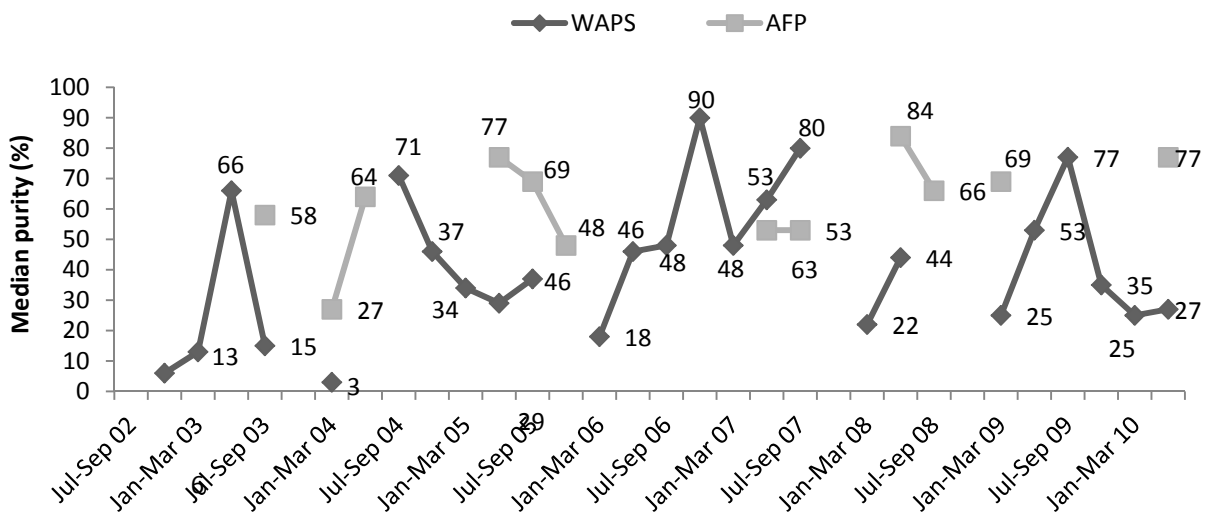 WAPS AFP
Median purity (%)
100
90
80
70
60
50
40
30
20
10
0
6
13
66
15
3
71
37
34
29
46
18
46
48
90
48
53
80
22
44
25
53
77
35
25
27
58
27
64
77
69
48
63
53
84
66
69
77
Jul-Sep 02
Jan-Mar 03
Jul-Sep 03
Jan-Mar 04
Jul-Sep 04
Jan-Mar 05
Jul-Sep 05
Jan-Mar 06
Jul-Sep 06
Jan-Mar 07
Jul-Sep 07
Jan-Mar 08
Jul-Sep 08
Jan-Mar 09
Jul-Sep 09
Jan-Mar 10